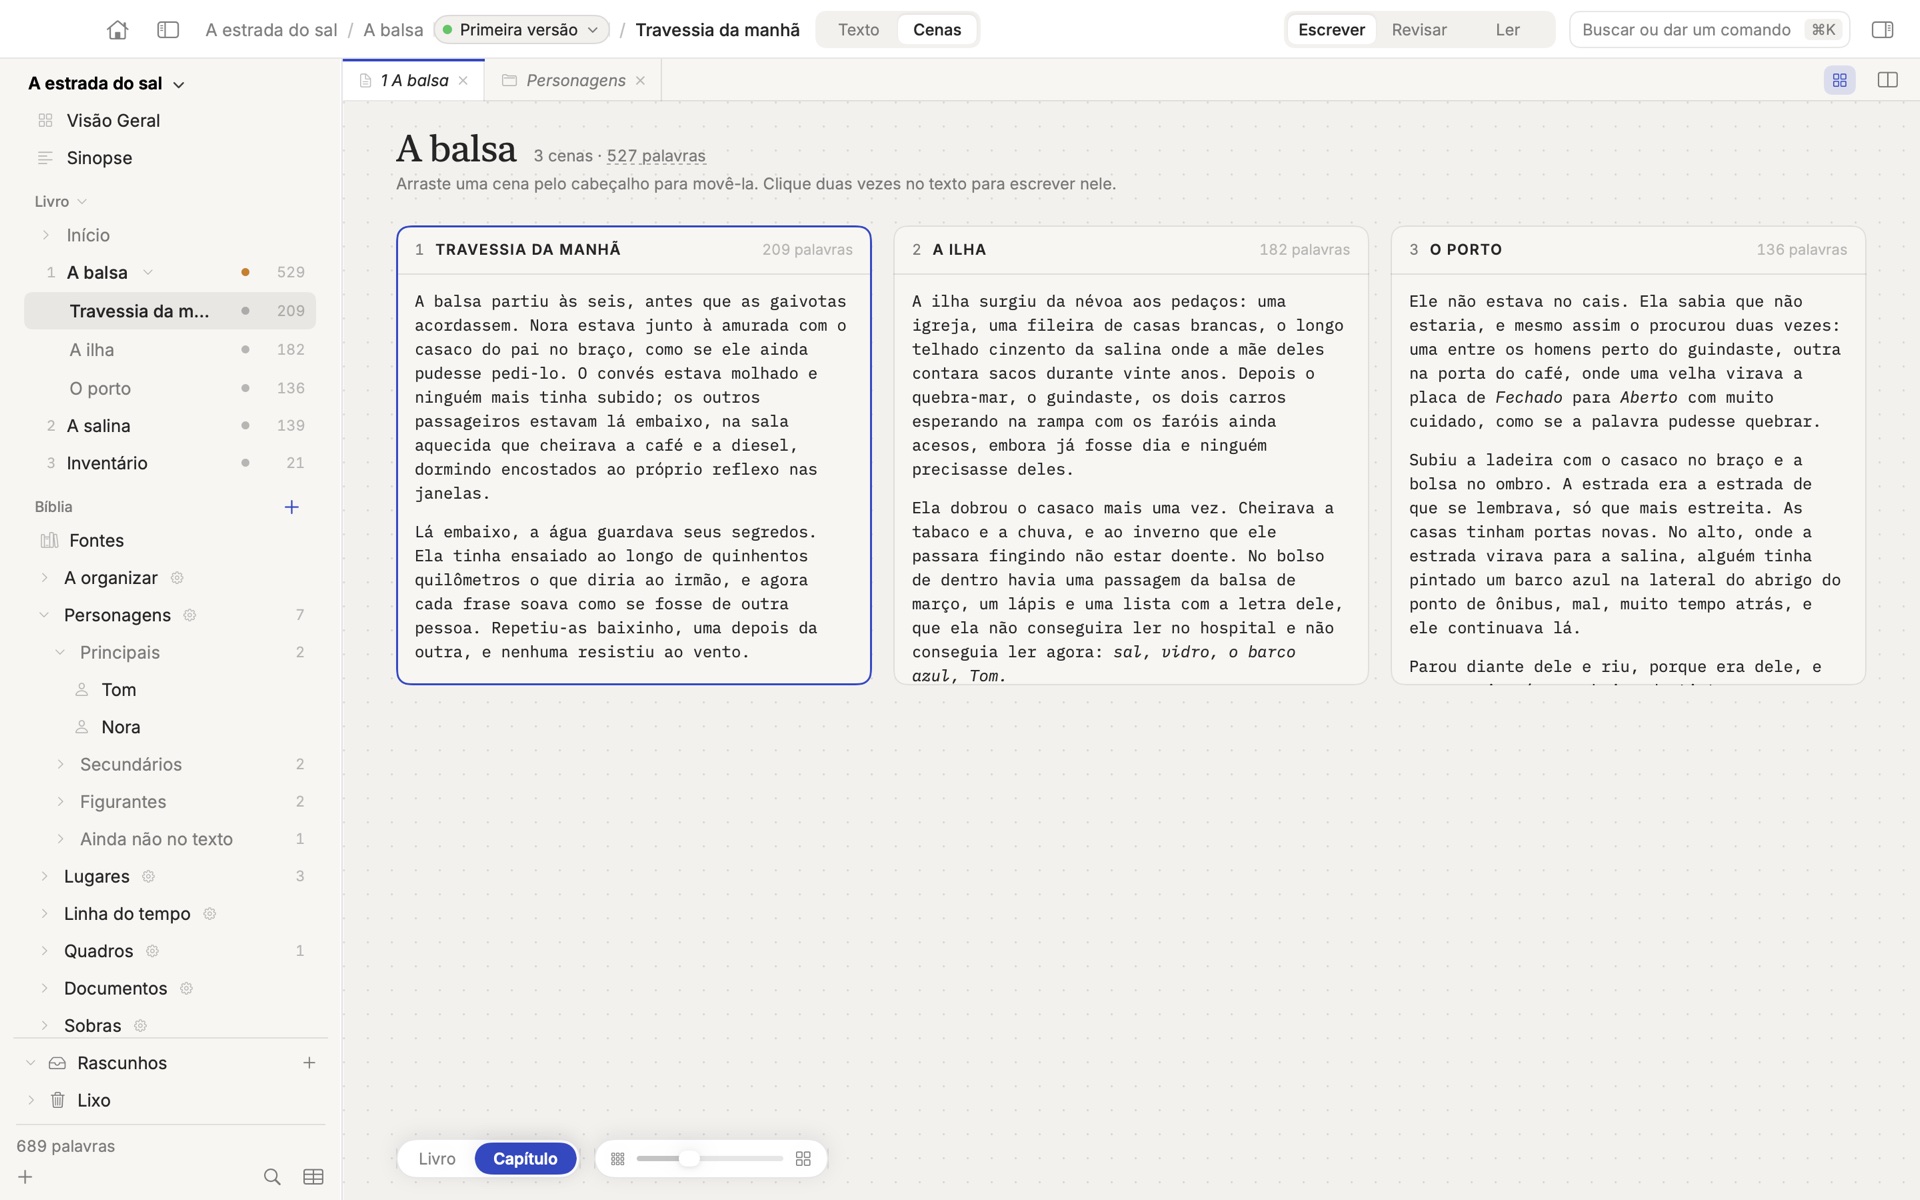 A estrada do sal / A balsa Primeira versão / Travessia da manhã Texto Cenas Escrever Revisar Ler Buscar ou dar um comando ⌘K
A estrada do sal
Visão Geral
Sinopse
Livro
Início
1 A balsa 529
Travessia da m... 209
A ilha 182
O porto 136
2 A salina 139
3 Inventário 21
Bíblia
Fontes
A organizar
Personagens 7
Principais 2
Tom
Nora
Secundários 2
Figurantes 2
Ainda não no texto 1
Lugares 3
Linha do tempo
Quadros 1
Documentos
Sobras
Rascunhos
Lixo
689 palavras
1 A balsa
Personagens
A balsa 3 cenas · 527 palavras
Arraste uma cena pelo cabeçalho para movê-la. Clique duas vezes no texto para escrever nele.
1 TRAVESSIA DA MANHÃ 209 palavras
A balsa partiu às seis, antes que as gaivotas
acordassem. Nora estava junto à amurada com o
casaco do pai no braço, como se ele ainda
pudesse pedi-lo. O convés estava molhado e
ninguém mais tinha subido; os outros
passageiros estavam lá embaixo, na sala
aquecida que cheirava a café e a diesel,
dormindo encostados ao próprio reflexo nas
janelas.
Lá embaixo, a água guardava seus segredos.
Ela tinha ensaiado ao longo de quinhentos
quilômetros o que diria ao irmão, e agora
cada frase soava como se fosse de outra
pessoa. Repetiu-as baixinho, uma depois da
outra, e nenhuma resistiu ao vento.
2 A ILHA 182 palavras
A ilha surgiu da névoa aos pedaços: uma
igreja, uma fileira de casas brancas, o longo
telhado cinzento da salina onde a mãe deles
contara sacos durante vinte anos. Depois o
quebra-mar, o guindaste, os dois carros
esperando na rampa com os faróis ainda
acesos, embora já fosse dia e ninguém
precisasse deles.
Ela dobrou o casaco mais uma vez. Cheirava a
tabaco e a chuva, e ao inverno que ele
passara fingindo não estar doente. No bolso
de dentro havia uma passagem da balsa de
março, um lápis e uma lista com a letra dele,
que ela não conseguira ler no hospital e não
conseguia ler agora: sal, vidro, o barco
azul, Tom.
3 O PORTO 136 palavras
Ele não estava no cais. Ela sabia que não
estaria, e mesmo assim o procurou duas vezes:
uma entre os homens perto do guindaste, outra
na porta do café, onde uma velha virava a
placa de Fechado para Aberto com muito
cuidado, como se a palavra pudesse quebrar.
Subiu a ladeira com o casaco no braço e a
bolsa no ombro. A estrada era a estrada de
que se lembrava, só que mais estreita. As
casas tinham portas novas. No alto, onde a
estrada virava para a salina, alguém tinha
pintado um barco azul na lateral do abrigo do
ponto de ônibus, mal, muito tempo atrás, e
ele continuava lá.
Parou diante dele e riu, porque era dele, e
Livro Capítulo